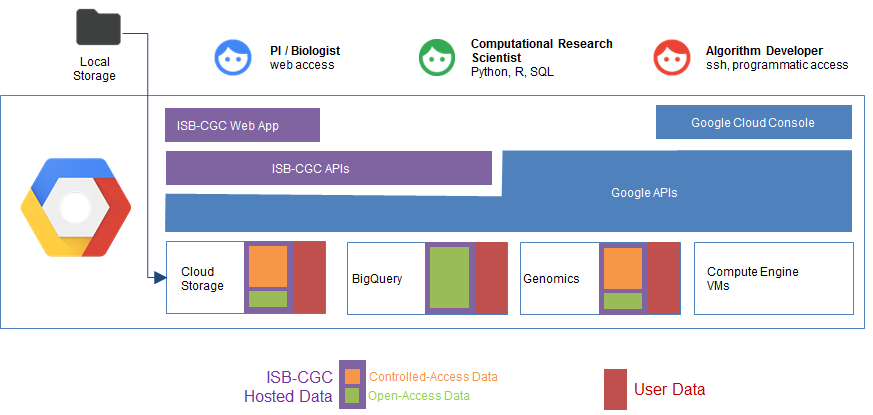 Local
Storage
PI / Biologist
web access
Computational Research
Scientist
Python, R, SQL
Algorithm Developer
ssh, programmatic access
ISB-CGC Web App
Google Cloud Console
ISB-CGC APIs
Google APIs
Cloud
Storage
BigQuery
Genomics
Compute Engine
VMs
ISB-CGC
Hosted Data
Controlled-Access Data
Open-Access Data
User Data